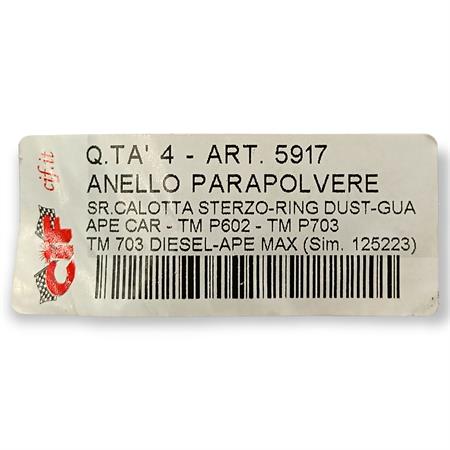 cif.it
CIF
Q.TA' 4 - ART. 5917
ANELLO PARAPOLVERE
SR.CALOTTA STERZO-RING DUST-GUA
APE CAR - TM P602 - TM P703
TM 703 DIESEL-APE MAX (Sim. 125223)